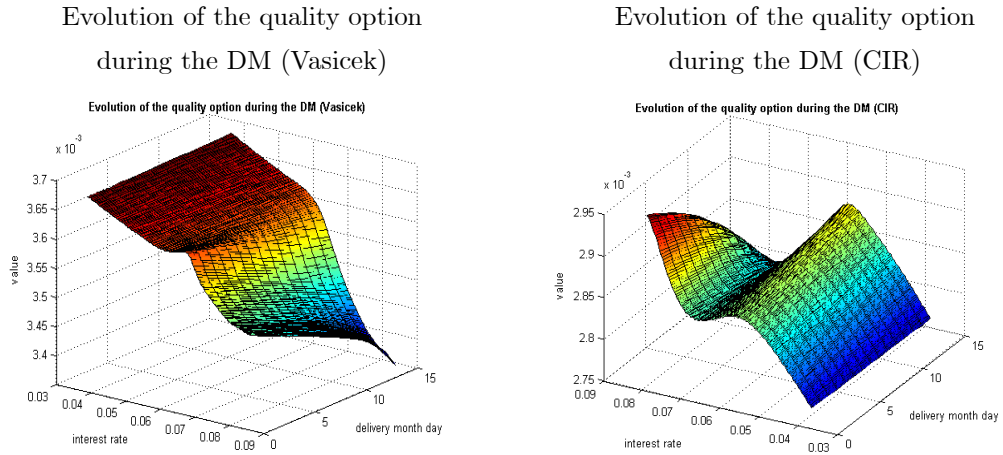 Evolution of the quality option
during the DM (Vasicek)
Evolution of the quality option during the DM (Vasicek)
x 10^-3
3.7
3.65
3.6
3.55
3.5
3.45
3.4
value
0.03
0.04
0.05
0.06
0.07
0.08
0.09
interest rate
0
5
10
15
delivery month day
Evolution of the quality option
during the DM (CIR)
Evolution of the quality option during the DM (CIR)
x 10^-3
2.95
2.9
2.85
2.8
2.75
value
0.09
0.08
0.07
0.06
0.05
0.04
0.03
interest rate
0
5
10
15
delivery month day